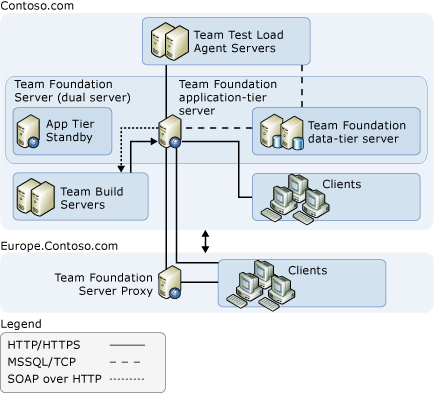 Contoso.com
Team Test Load
Agent Servers
Team Foundation
Server (dual server)
Team Foundation
application-tier
server
App Tier
Standby
Team Foundation
data-tier server
Team Build
Servers
Clients
Europe.Contoso.com
Team Foundation
Server Proxy
Clients
Legend
HTTP/HTTPS
MSSQL/TCP
SOAP over HTTP